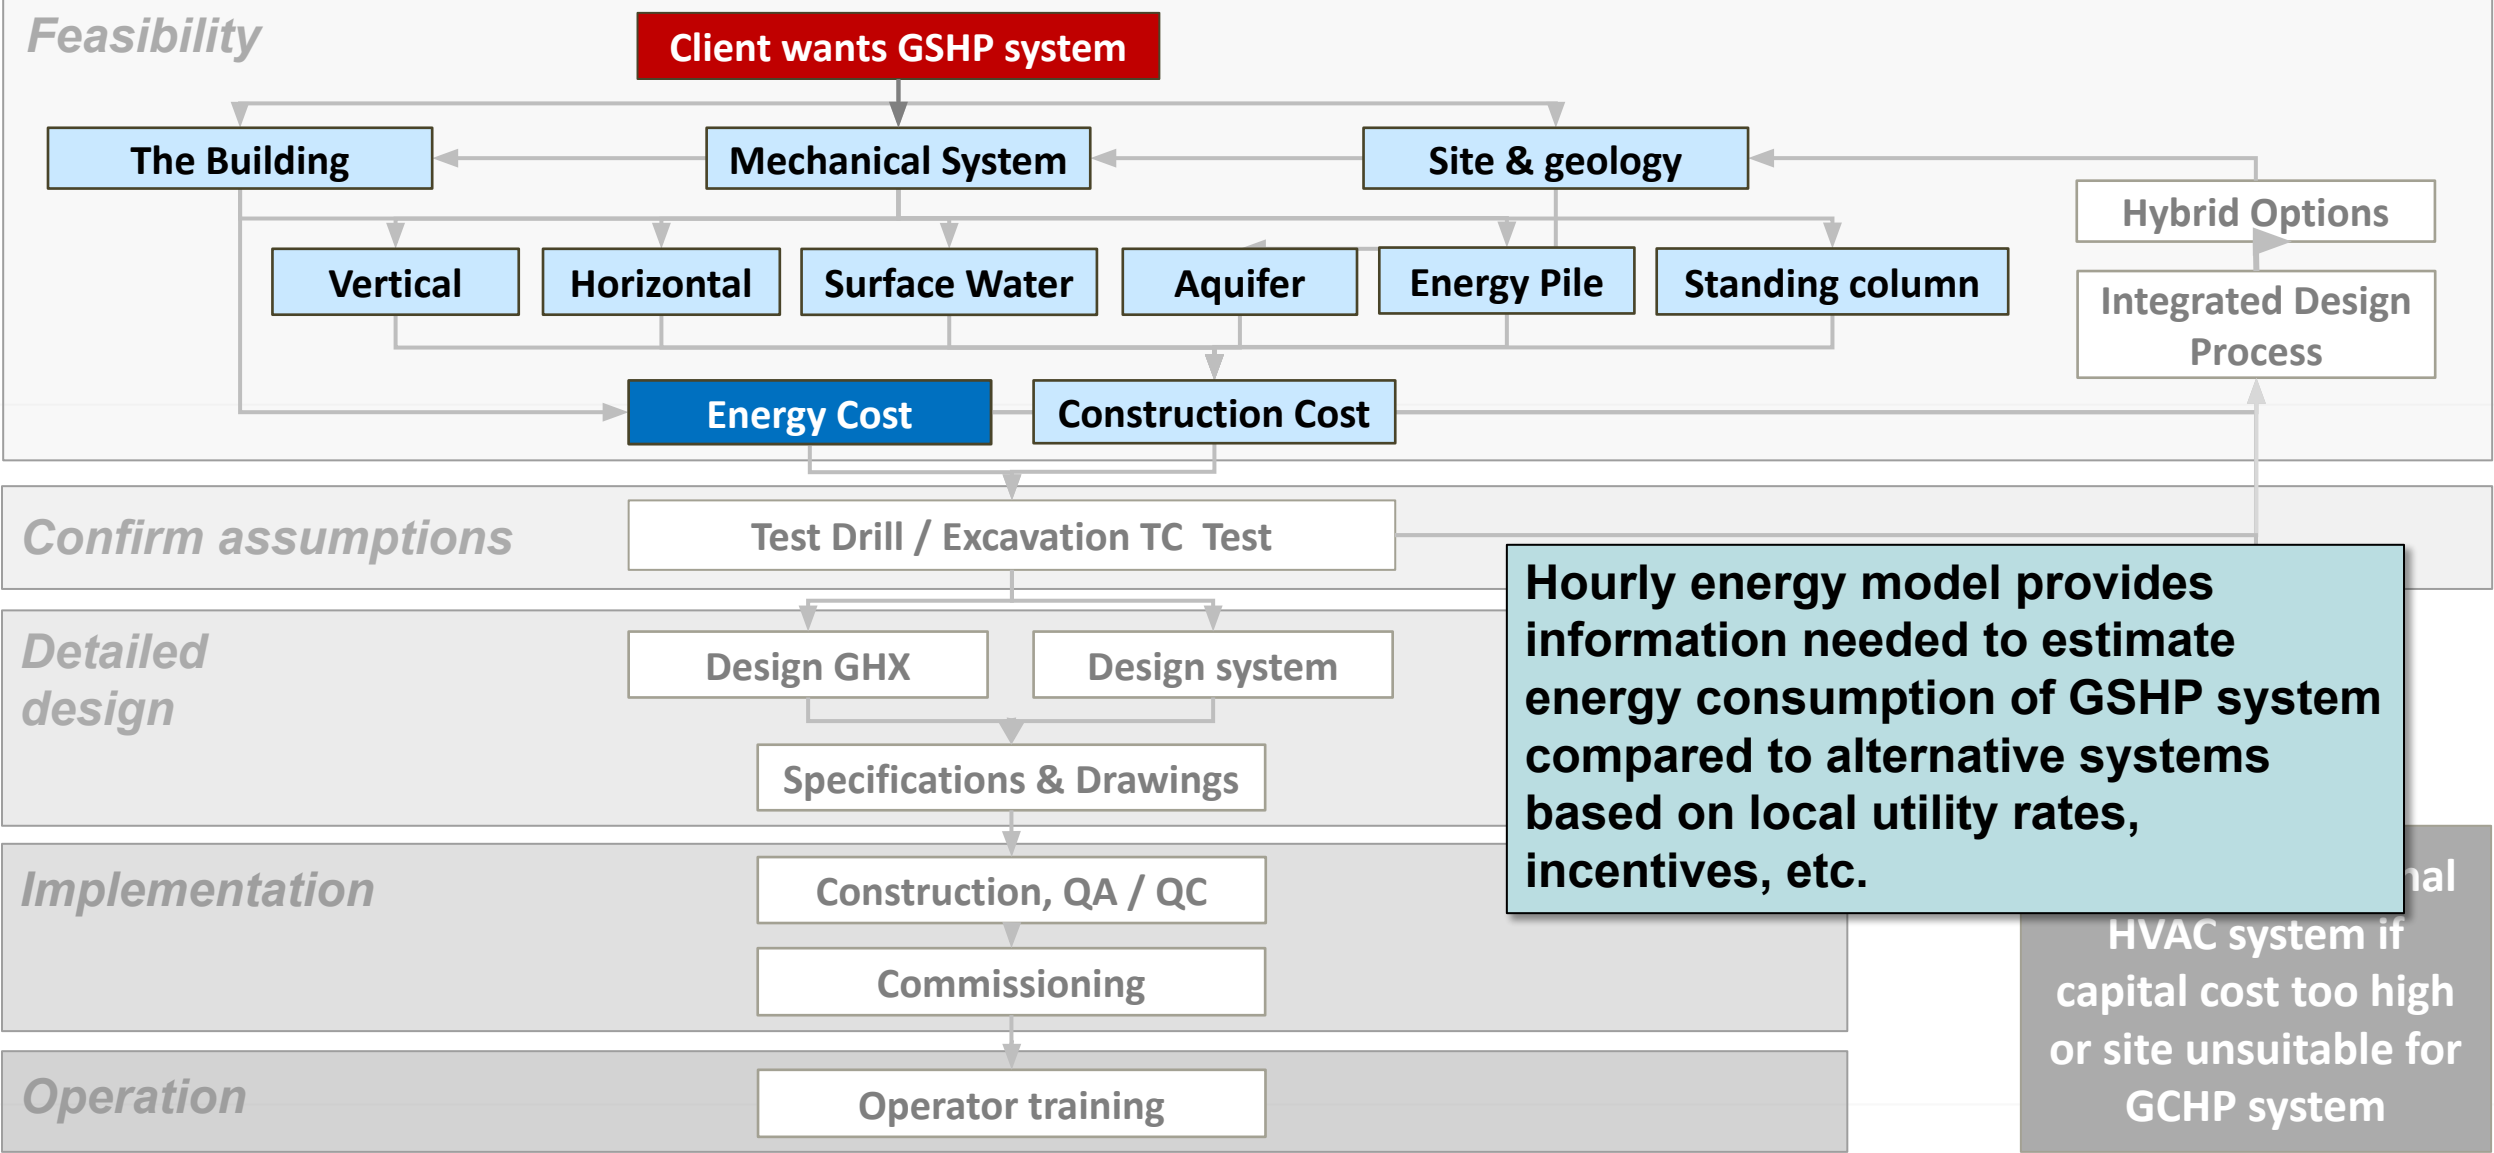 Feasibility
Client wants GSHP system
The Building
Mechanical System
Site & geology
Hybrid Options
Vertical
Horizontal
Surface Water
Aquifer
Energy Pile
Standing column
Integrated Design
Process
Energy Cost
Construction Cost
Confirm assumptions
Test Drill / Excavation TC Test
Hourly energy model provides
information needed to estimate
energy consumption of GSHP system
compared to alternative systems
based on local utility rates,
incentives, etc.
Detailed
design
Design GHX
Design system
Specifications & Drawings
Implementation
Construction, QA / QC
Commissioning
HVAC system if
capital cost too high
or site unsuitable for
GCHP system
Operation
Operator training